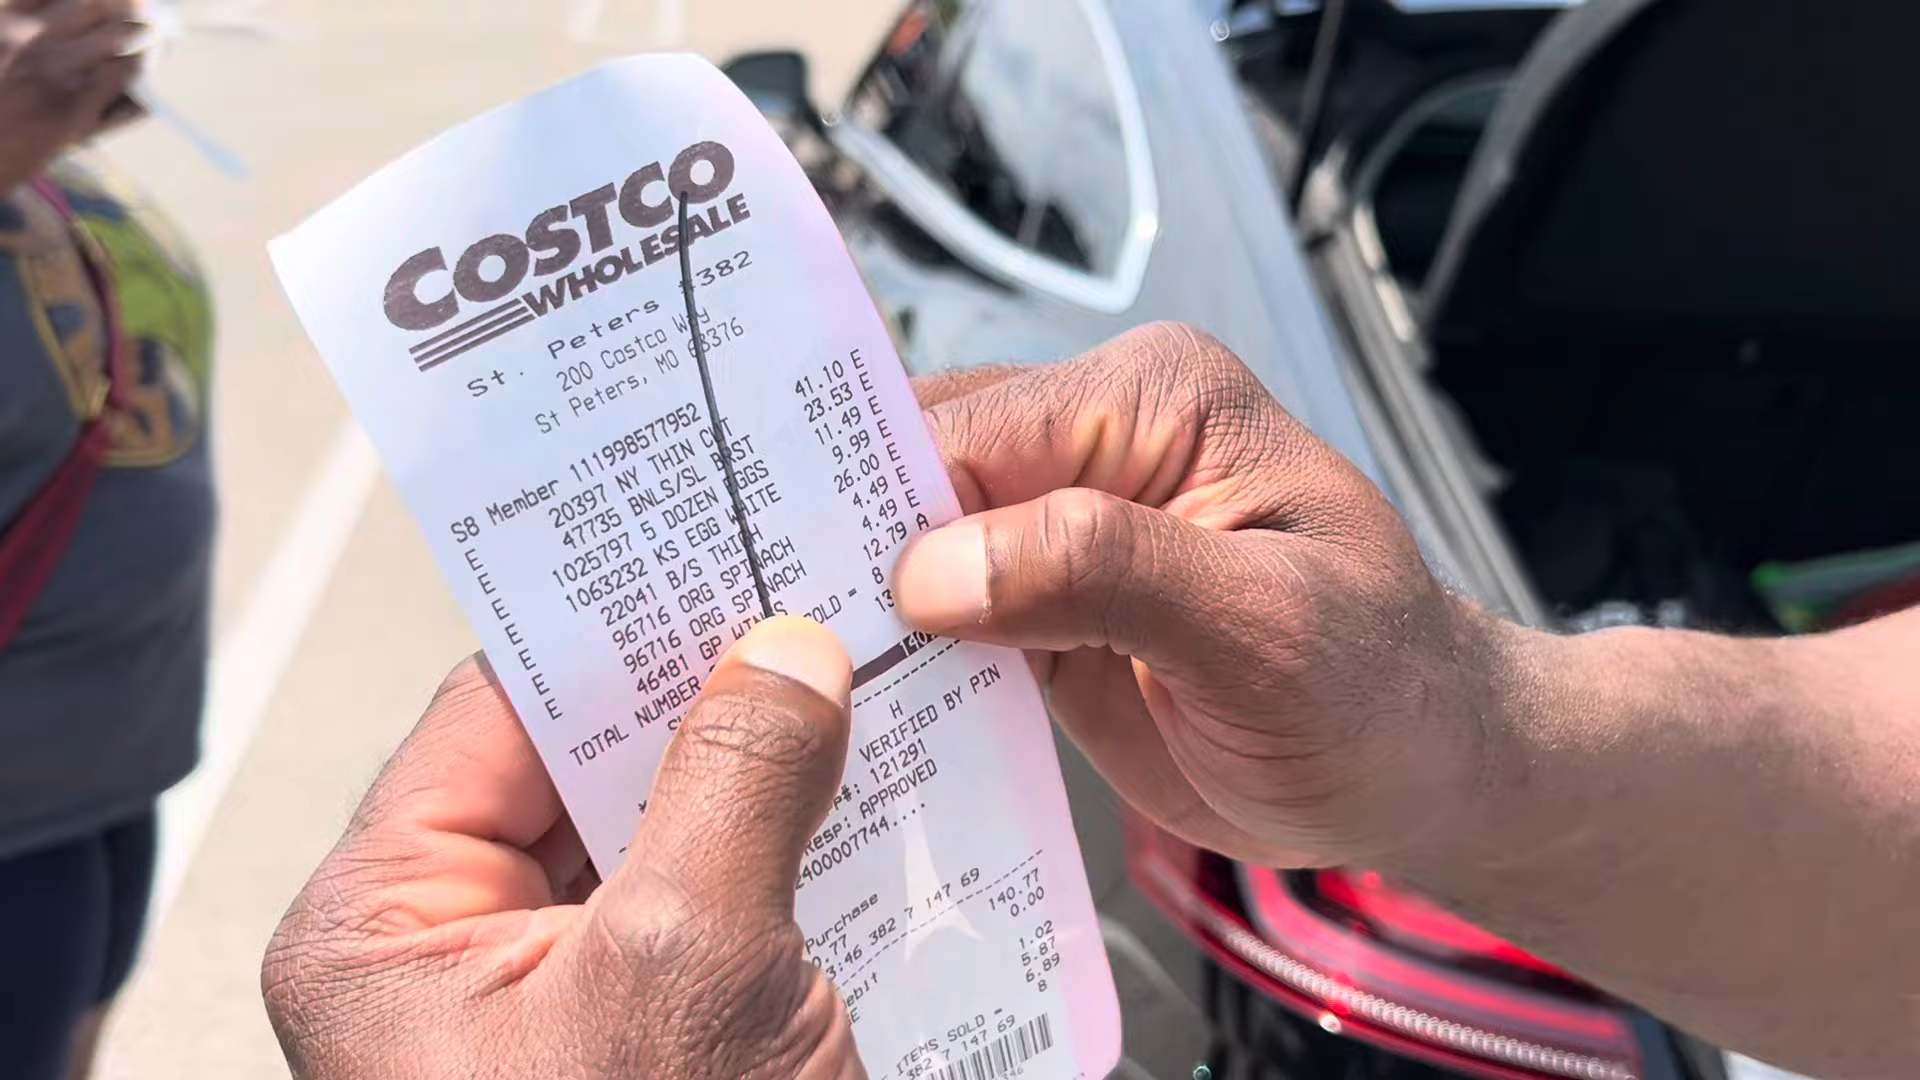 COSTCO
WHOLESALE
St. Peters #382
200 Costco Way
St Peters, MO 63376
S8 Member 111998577952
E 20397 NY THIN CUT 41.10 E
E 47735 BNLS/SL BRST 23.53 E
E 1025797 5 DOZEN EGGS 11.49 E
E 1063232 KS EGG WHITE 9.99 E
E 22041 B/S THIGH 26.00 E
E 96716 ORG SPINACH 4.49 E
E 96716 ORG SPINACH 4.49 E
46481 GP WINGS 12.79 A
TOTAL NUMBER SOLD = 8
H
VERIFIED BY PIN
121291
Resp: APPROVED
2400007744....
Purchase
382 7 147 69
140.77
0.00
1.02
5.87
6.89
ITEMS SOLD = 8
382 7 147 69